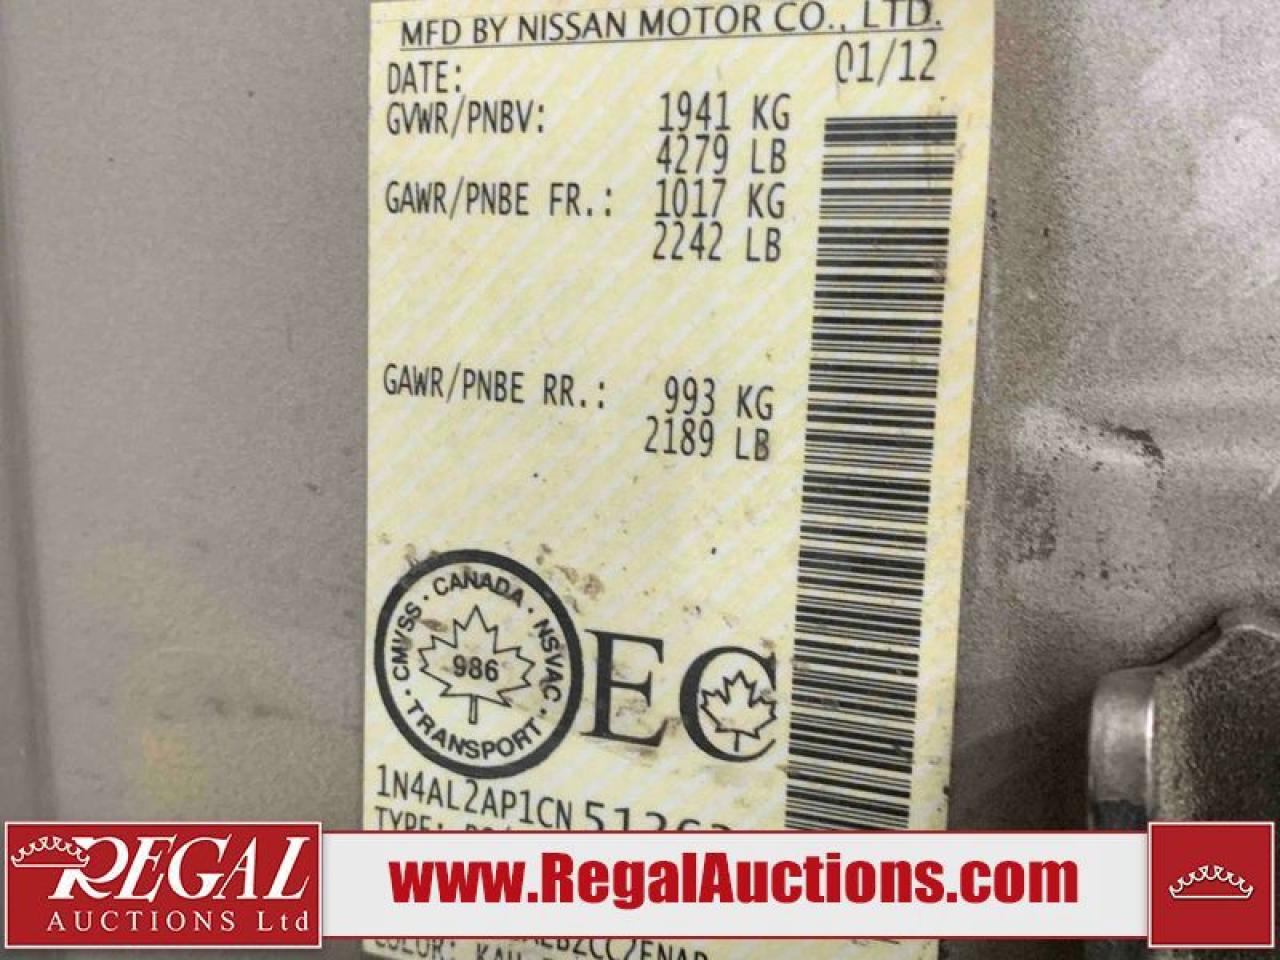 MFD BY NISSAN MOTOR CO., LTD.
DATE: 01/12
GVWR/PNBV: 1941 KG
4279 LB
GAWR/PNBE FR.: 1017 KG
2242 LB
GAWR/PNBE RR.: 993 KG
2189 LB
CANADA · NSVAC · TRANSPORT · CMVSS ·
986
EC
1N4AL2AP1CN
TYPE:
REGAL
AUCTIONS Ltd
www.RegalAuctions.com
COLOR: